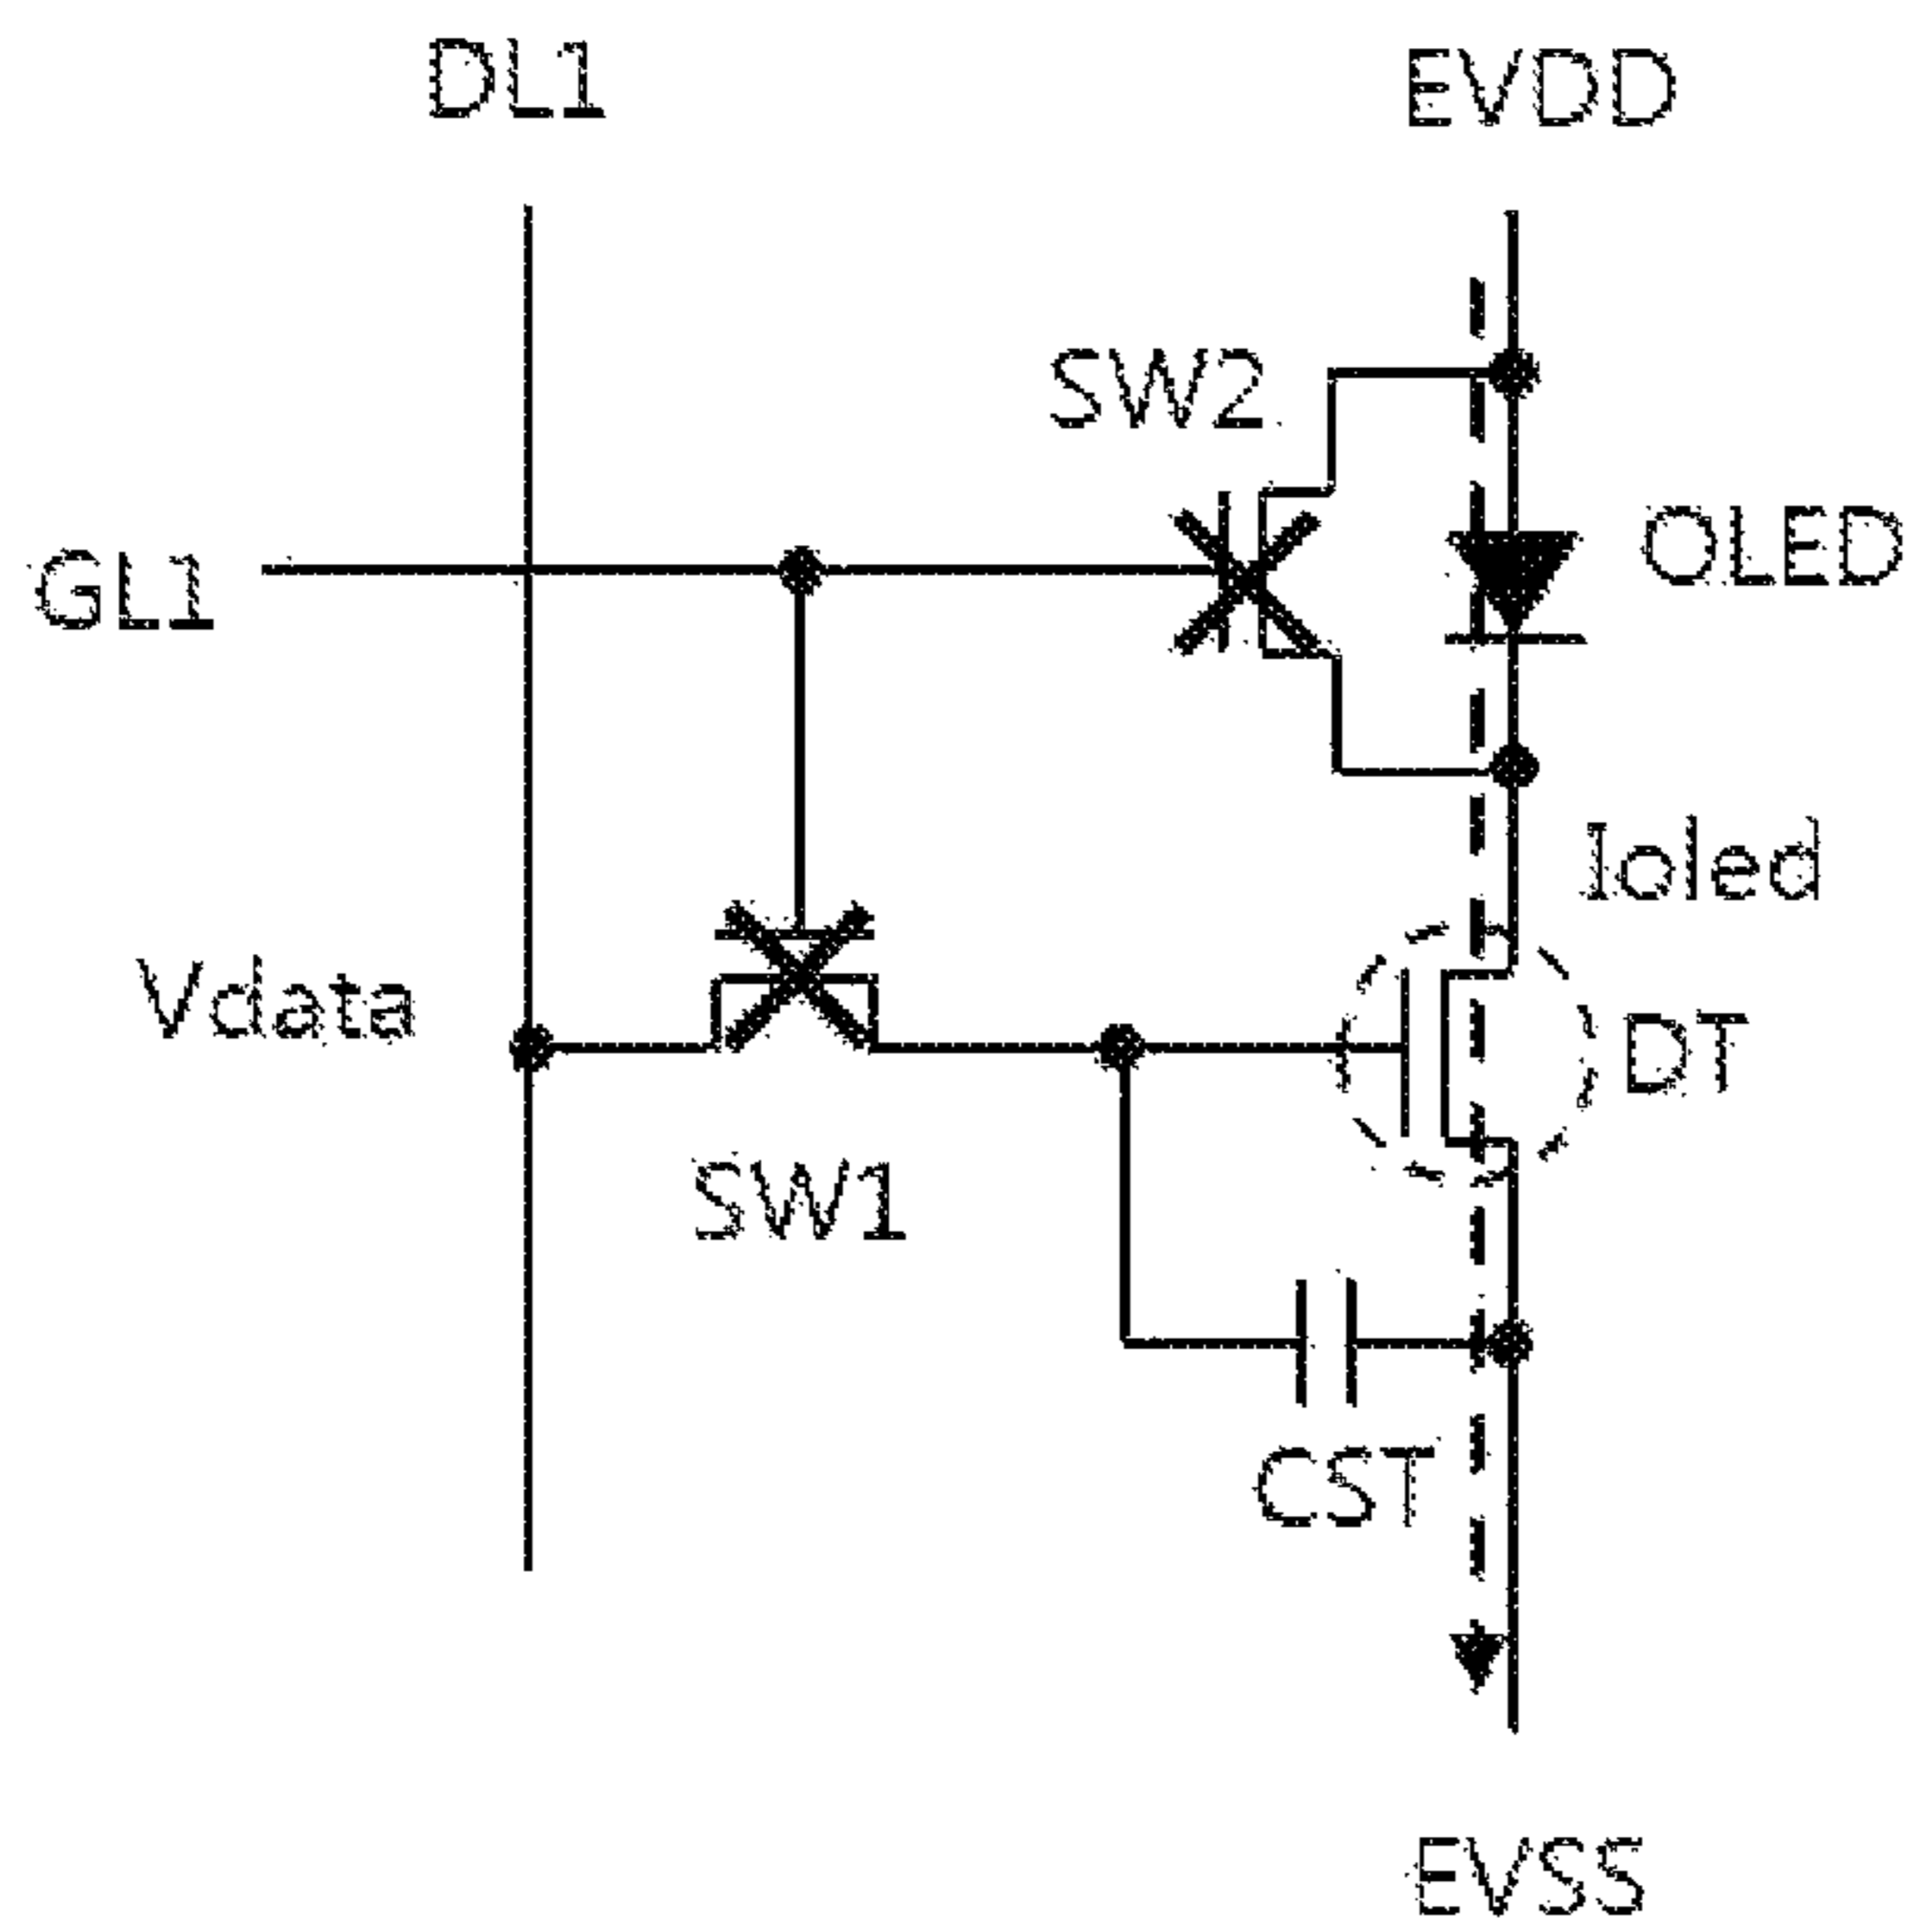 DL1
EVDD
SW2
OLED
GL1
Ioled
Vdata
DT
SW1
CST
EVSS